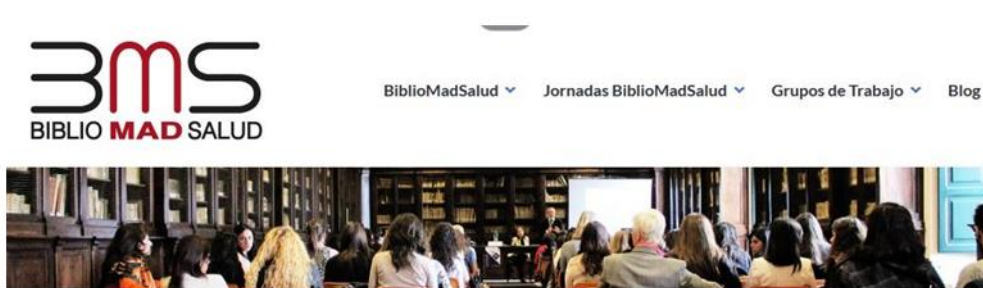 BMS
BIBLIO MAD SALUD
BiblioMadSalud
Jornadas BiblioMadSalud
Grupos de Trabajo
Blog